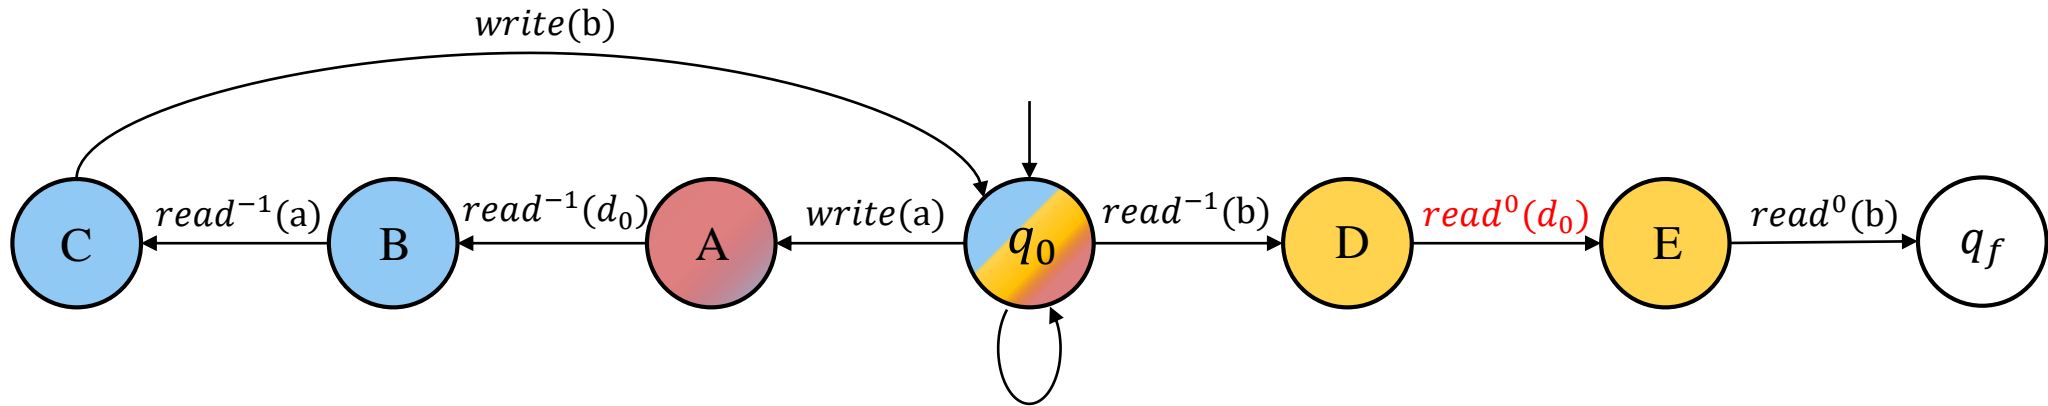 write(b)
C
read⁻¹(a)
B
read⁻¹(d₀)
A
write(a)
q₀
read⁻¹(b)
D
read⁰(d₀)
E
read⁰(b)
q_f